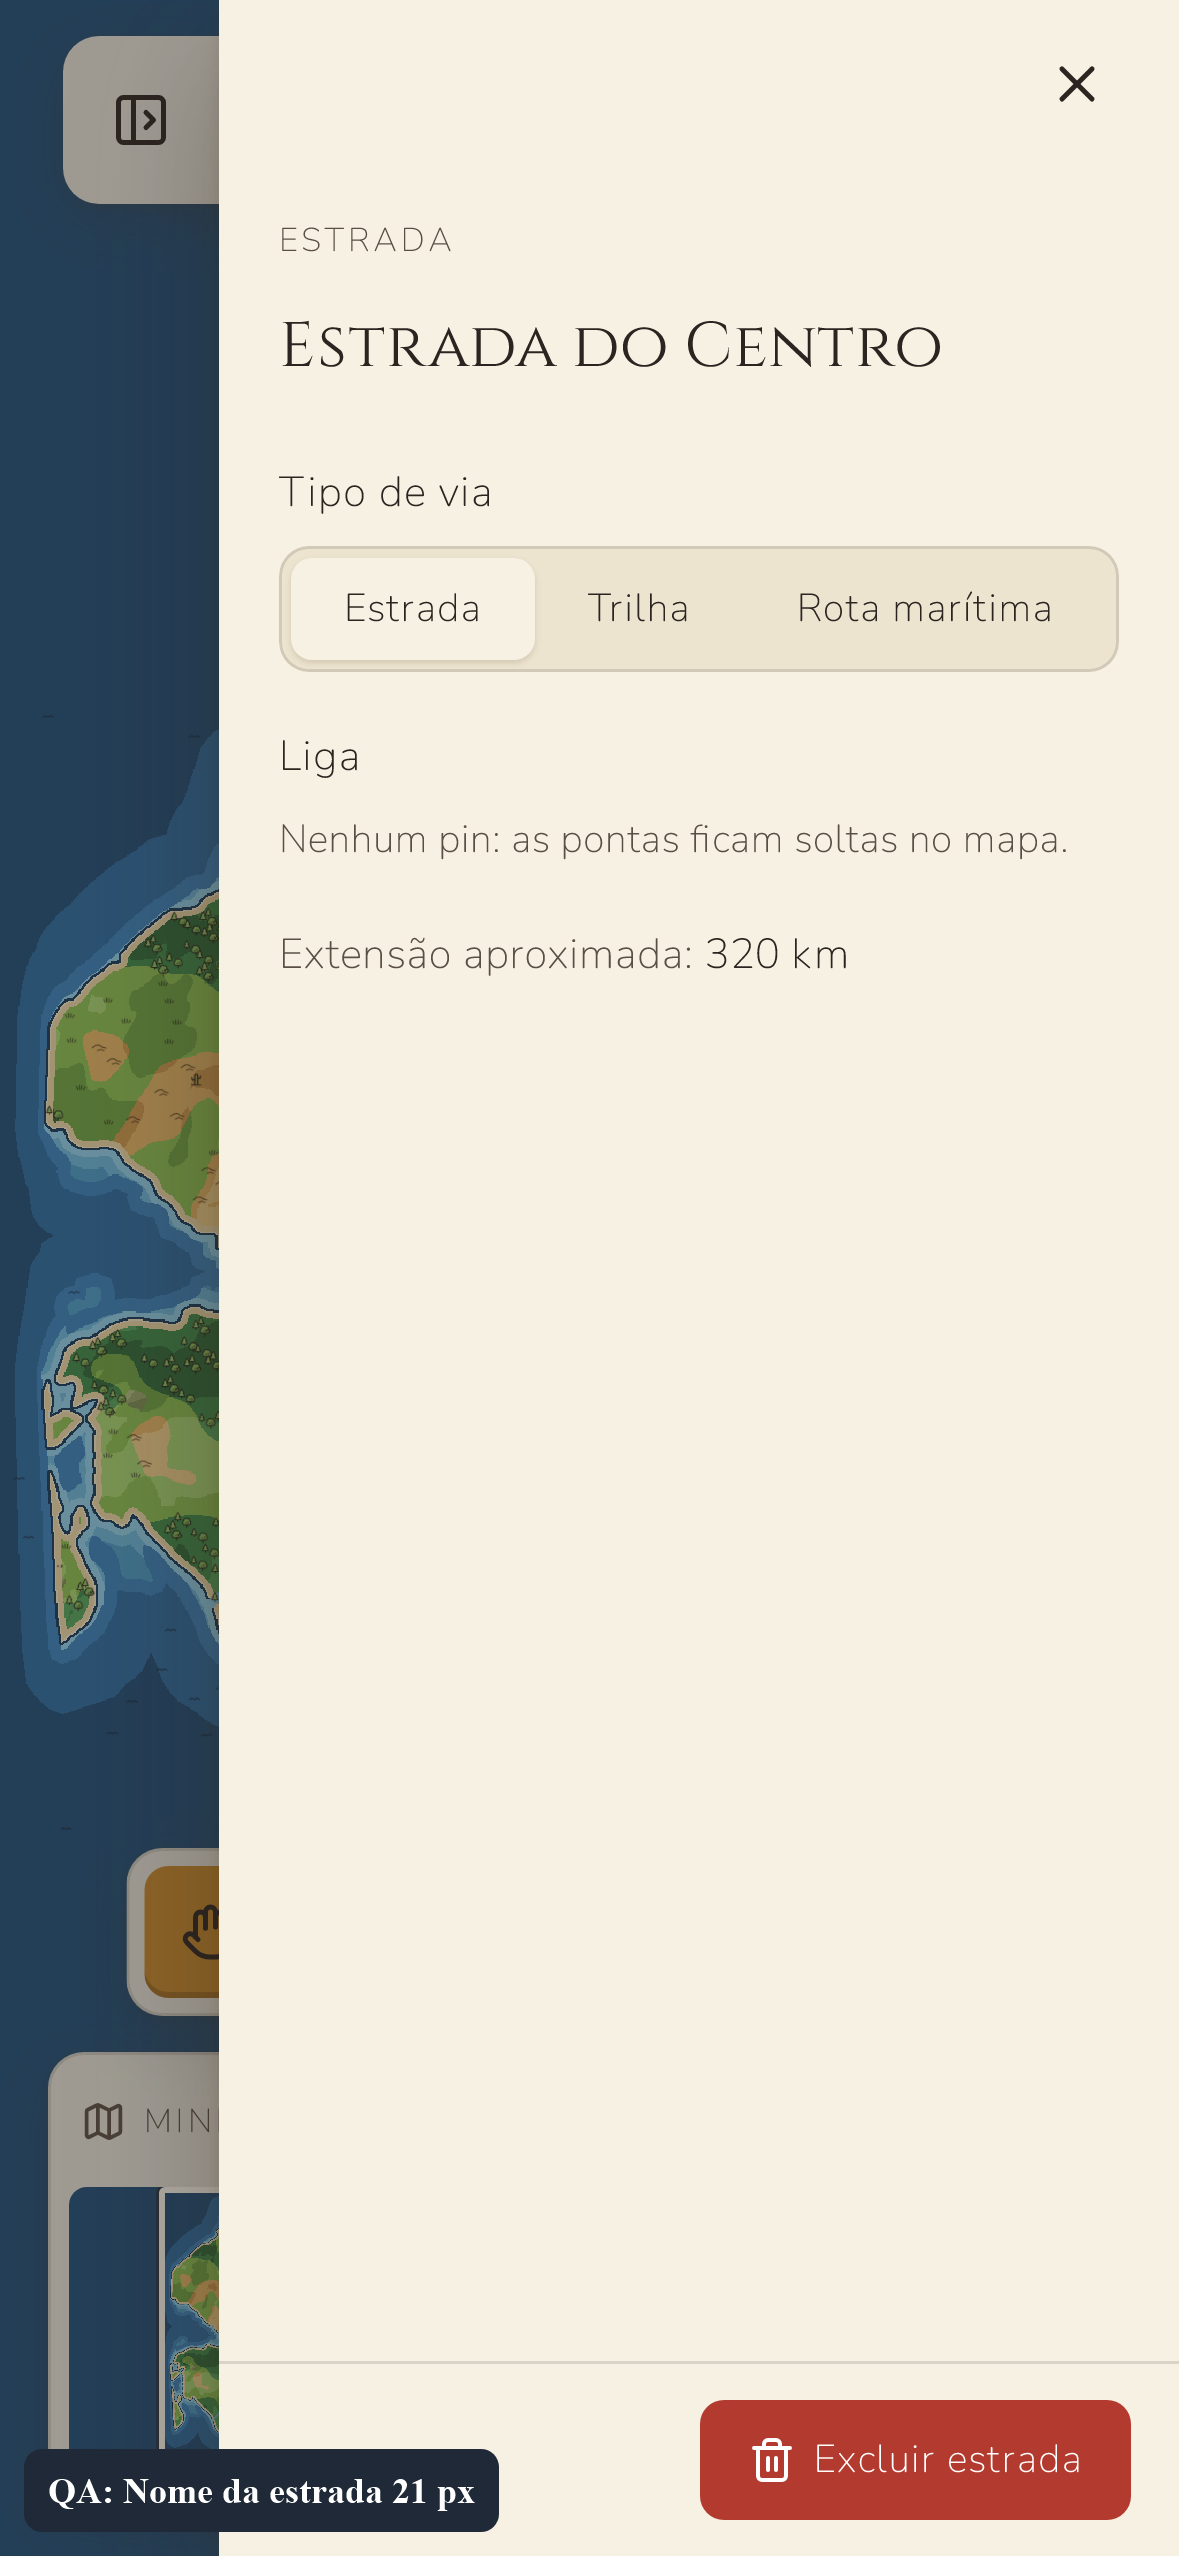 ESTRADA
Estrada do Centro
Tipo de via
Estrada Trilha Rota marítima
Liga
Nenhum pin: as pontas ficam soltas no mapa.
Extensão aproximada: 320 km
Excluir estrada
QA: Nome da estrada 21 px